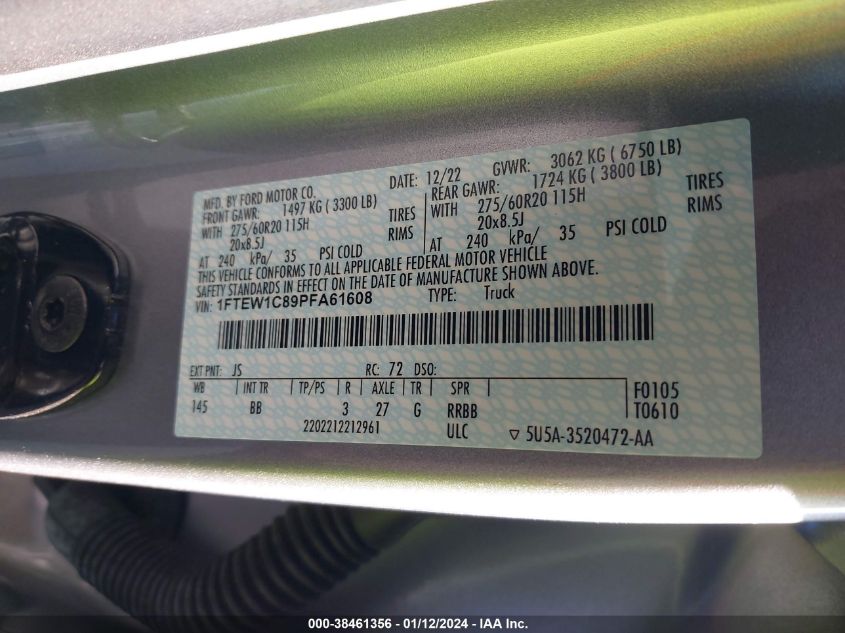 MFD. BY FORD MOTOR CO. DATE: 12/22 GVWR: 3062 KG ( 6750 LB)
FRONT GAWR: 1497 KG ( 3300 LB) REAR GAWR: 1724 KG ( 3800 LB)
WITH 275/60R20 115H TIRES WITH 275/60R20 115H TIRES
20x8.5J RIMS 20x8.5J RIMS
AT 240 kPa/ 35 PSI COLD AT 240 kPa/ 35 PSI COLD
THIS VEHICLE CONFORMS TO ALL APPLICABLE FEDERAL MOTOR VEHICLE
SAFETY STANDARDS IN EFFECT ON THE DATE OF MANUFACTURE SHOWN ABOVE.
VIN: 1FTEW1C89PFA61608 TYPE: Truck
EXT PNT: JS RC: 72 DSO:
WB INT TR TP/PS R AXLE TR SPR F0105
145 BB 3 27 G RRBB T0610
2202212212961 ULC ▽ 5U5A-3520472-AA
000-38461356 - 01/12/2024 - IAA Inc.